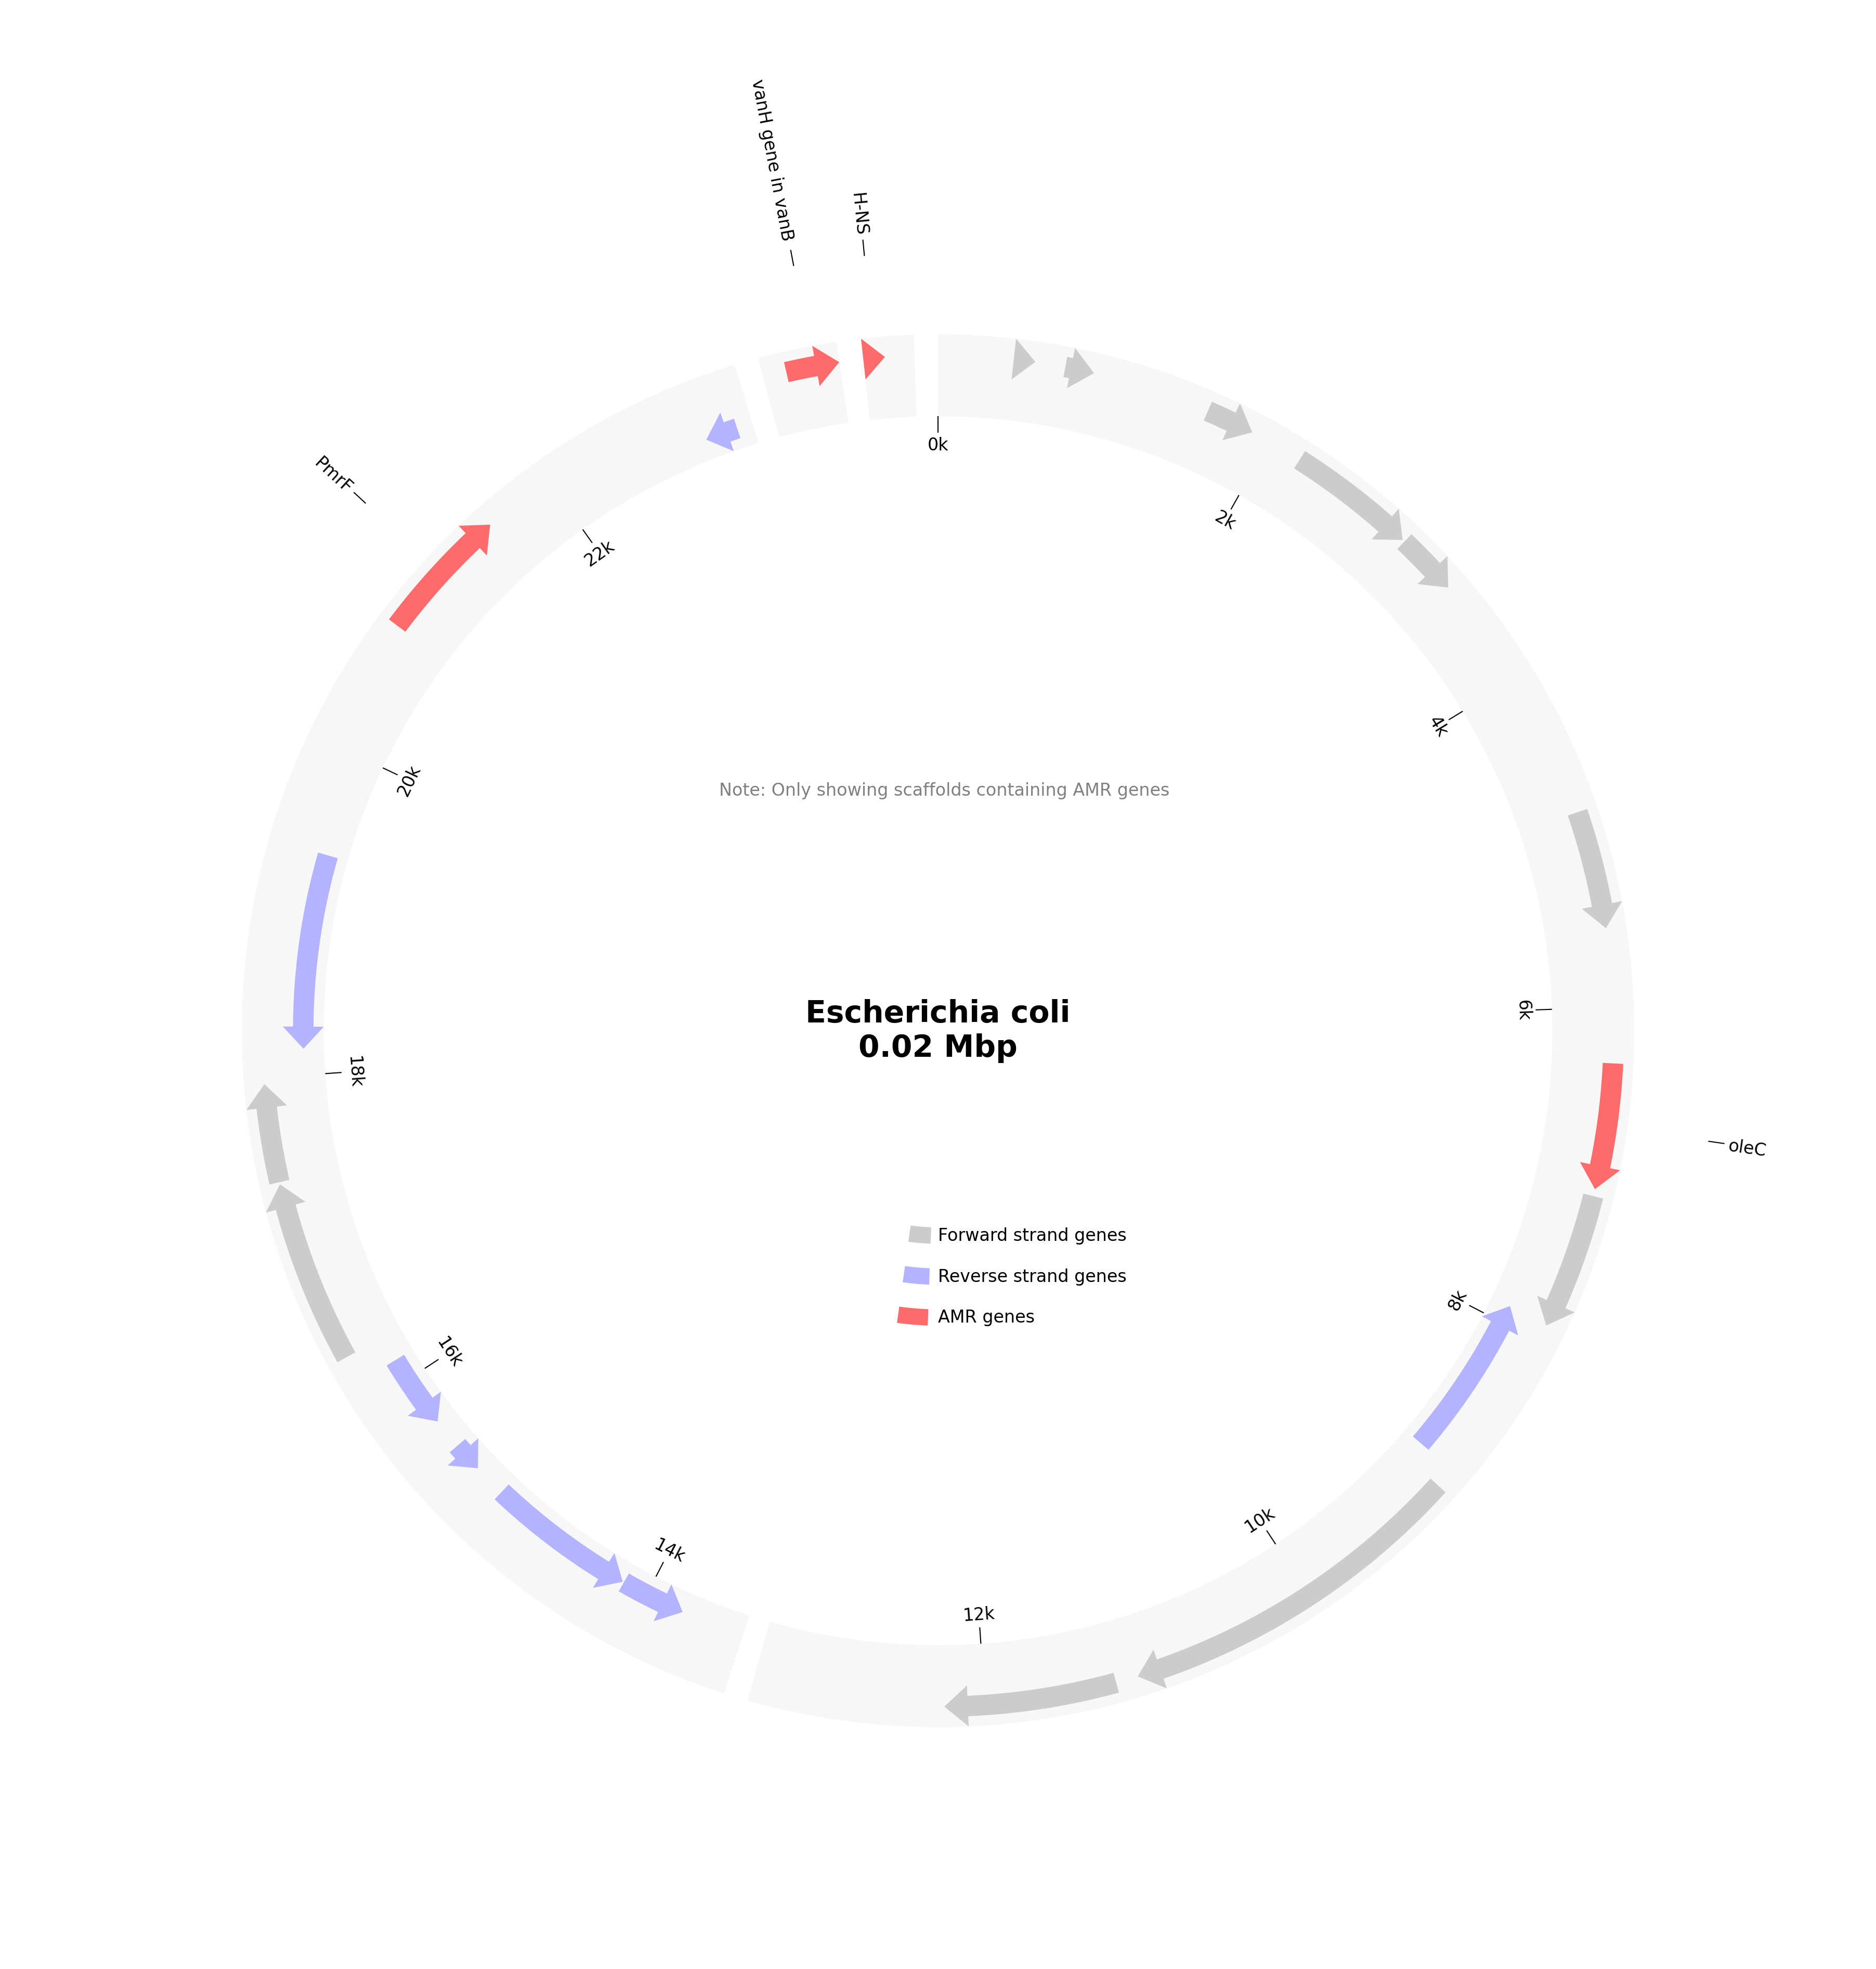 vanH gene in vanB
H-NS
PmrF
0k
2k
22k
4k
20k
Note: Only showing scaffolds containing AMR genes
Escherichia coli
0.02 Mbp
6k
18k
oleC
Forward strand genes
Reverse strand genes
AMR genes
8k
16k
10k
14k
12k